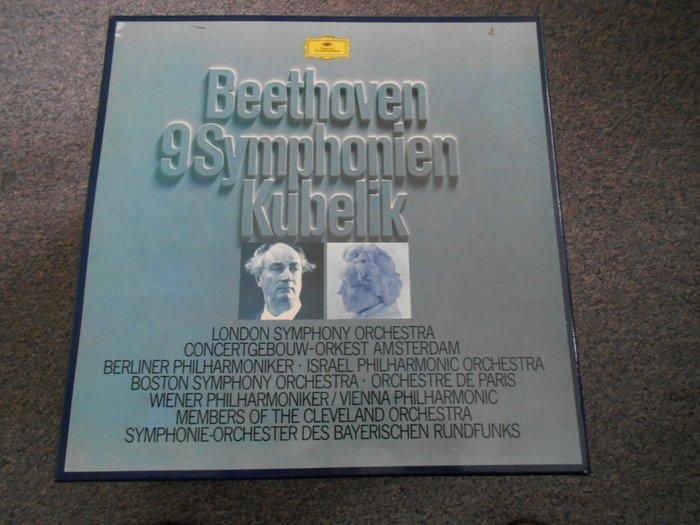 Beethoven
9 Symphonien
Kubelik
LONDON SYMPHONY ORCHESTRA
CONCERTGEBOUW-ORKEST AMSTERDAM
BERLINER PHILHARMONIKER · ISRAEL PHILHARMONIC ORCHESTRA
BOSTON SYMPHONY ORCHESTRA · ORCHESTRE DE PARIS
WIENER PHILHARMONIKER / VIENNA PHILHARMONIC
MEMBERS OF THE CLEVELAND ORCHESTRA
SYMPHONIE-ORCHESTER DES BAYERISCHEN RUNDFUNKS